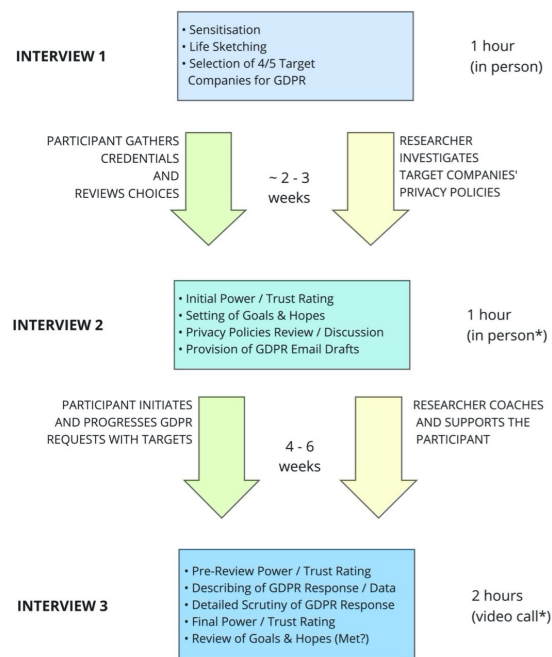 INTERVIEW 1
• Sensitisation
• Life Sketching
• Selection of 4/5 Target
Companies for GDPR
1 hour
(in person)
PARTICIPANT GATHERS
CREDENTIALS
AND
REVIEWS CHOICES
~ 2 - 3
weeks
RESEARCHER
INVESTIGATES
TARGET COMPANIES'
PRIVACY POLICIES
INTERVIEW 2
• Initial Power / Trust Rating
• Setting of Goals & Hopes
• Privacy Policies Review / Discussion
• Provision of GDPR Email Drafts
1 hour
(in person*)
PARTICIPANT INITIATES
AND PROGRESSES GDPR
REQUESTS WITH TARGETS
4 - 6
weeks
RESEARCHER COACHES
AND SUPPORTS THE
PARTICIPANT
INTERVIEW 3
• Pre-Review Power / Trust Rating
• Describing of GDPR Response / Data
• Detailed Scrutiny of GDPR Response
• Final Power / Trust Rating
• Review of Goals & Hopes (Met?)
2 hours
(video call*)